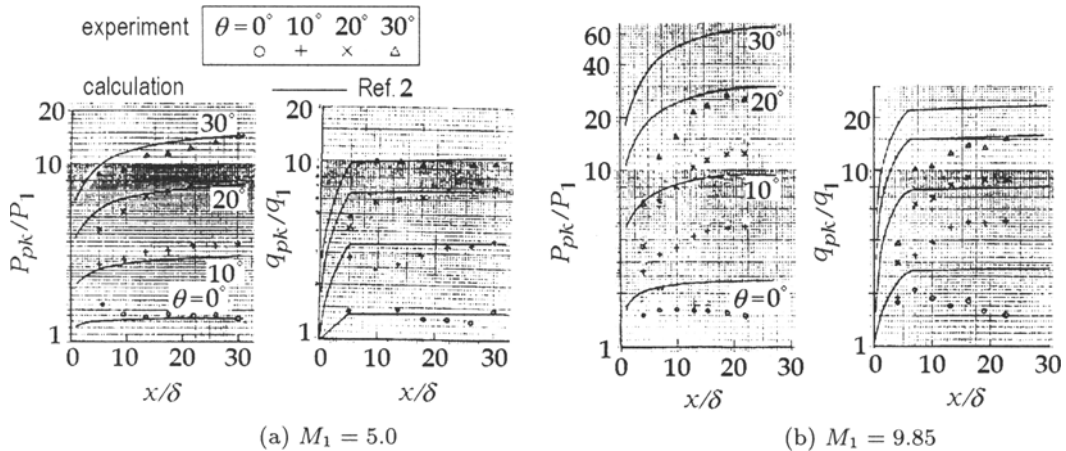 experiment θ = 0° 10° 20° 30°
calculation Ref. 2
20
10
1
P_pk/P_1
30°
20°
10°
θ = 0°
0 10 20 30
x/δ
20
10
1
q_pk/q_1
0 10 20 30
x/δ
(a) M_1 = 5.0
60
40
20
10
1
P_pk/P_1
30°
20°
10°
θ = 0°
0 10 20 30
x/δ
20
10
1
q_pk/q_1
0 10 20 30
x/δ
(b) M_1 = 9.85